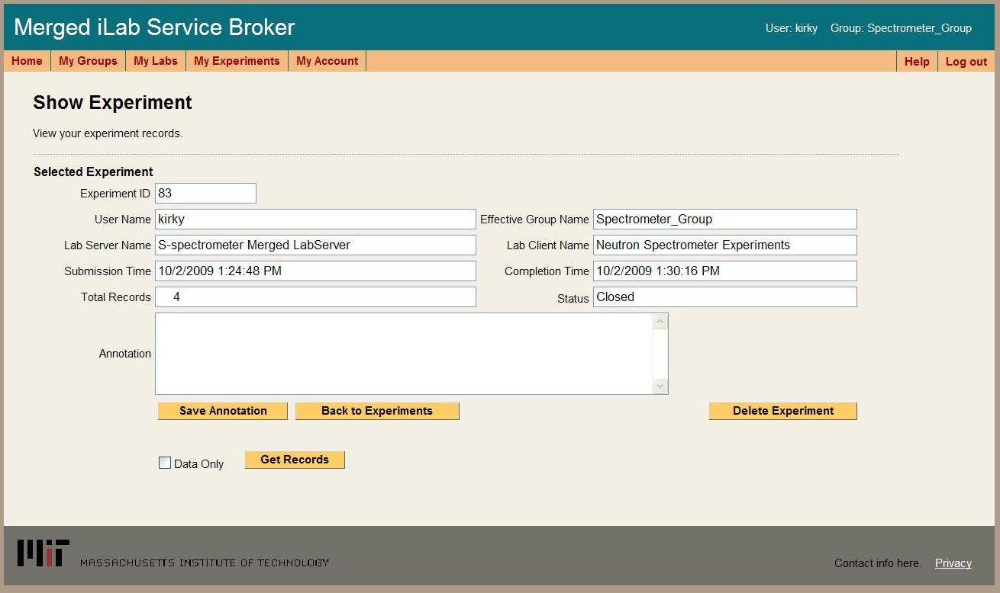 Merged iLab Service Broker
User: kirky Group: Spectrometer_Group
Home My Groups My Labs My Experiments My Account Help Log out
Show Experiment
View your experiment records.
Selected Experiment
Experiment ID 83
User Name kirky Effective Group Name Spectrometer_Group
Lab Server Name S-spectrometer Merged LabServer Lab Client Name Neutron Spectrometer Experiments
Submission Time 10/2/2009 1:24:48 PM Completion Time 10/2/2009 1:30:16 PM
Total Records 4 Status Closed
Annotation
Save Annotation Back to Experiments Delete Experiment
Data Only Get Records
MIT MASSACHUSETTS INSTITUTE OF TECHNOLOGY
Contact info here. Privacy